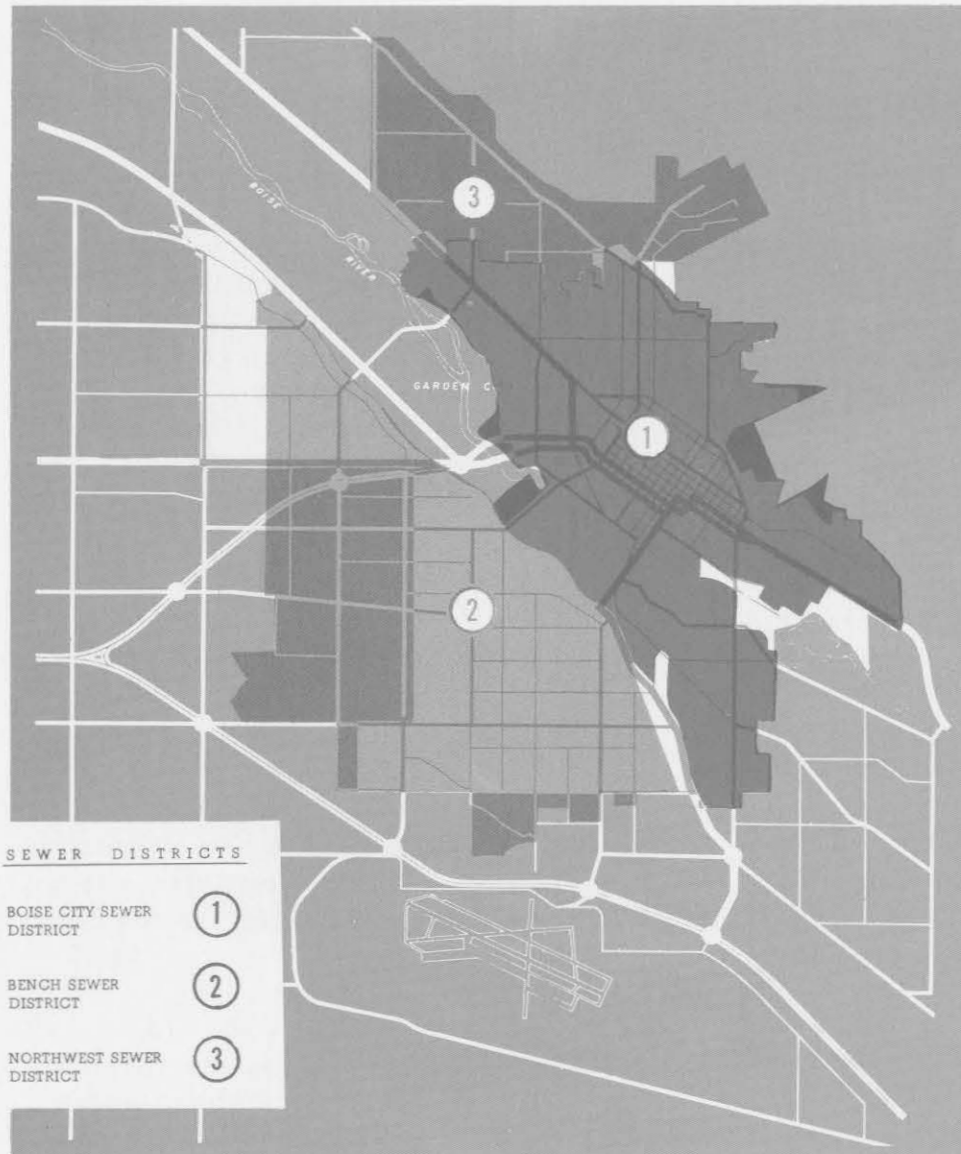 3
BOISE
RIVER
GARDEN C
1
2
SEWER DISTRICTS
BOISE CITY SEWER
DISTRICT
1
BENCH SEWER
DISTRICT
2
NORTHWEST SEWER
DISTRICT
3